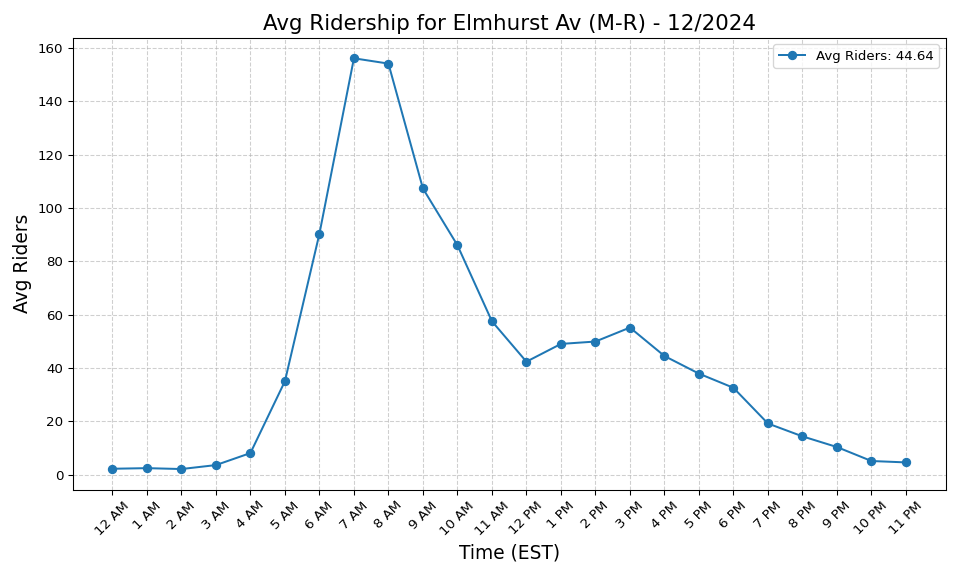 Avg Ridership for Elmhurst Av (M-R) - 12/2024
Avg Riders: 44.64
Avg Riders
160
140
120
100
80
60
40
20
0
12 AM
1 AM
2 AM
3 AM
4 AM
5 AM
6 AM
7 AM
8 AM
9 AM
10 AM
11 AM
12 PM
1 PM
2 PM
3 PM
4 PM
5 PM
6 PM
7 PM
8 PM
9 PM
10 PM
11 PM
Time (EST)